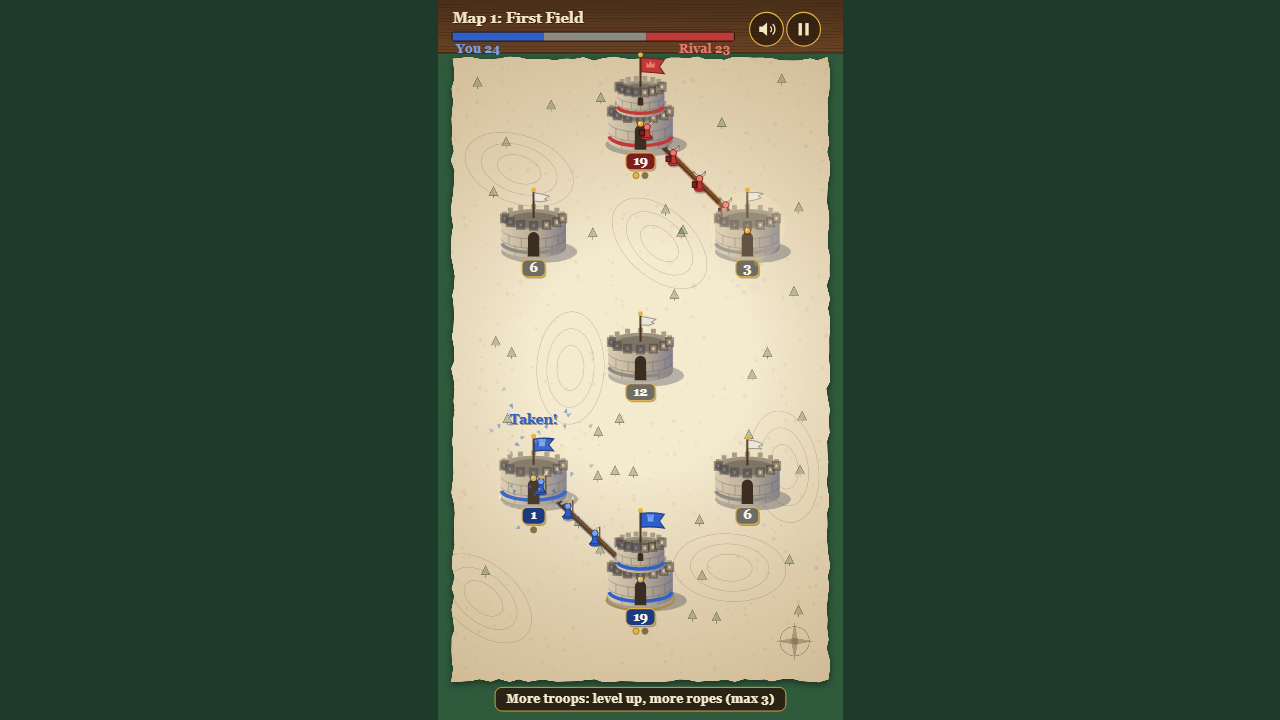 Map 1: First Field
You 24
Rival 23
19
6
3
12
Taken!
1
6
19
More troops: level up, more ropes (max 3)